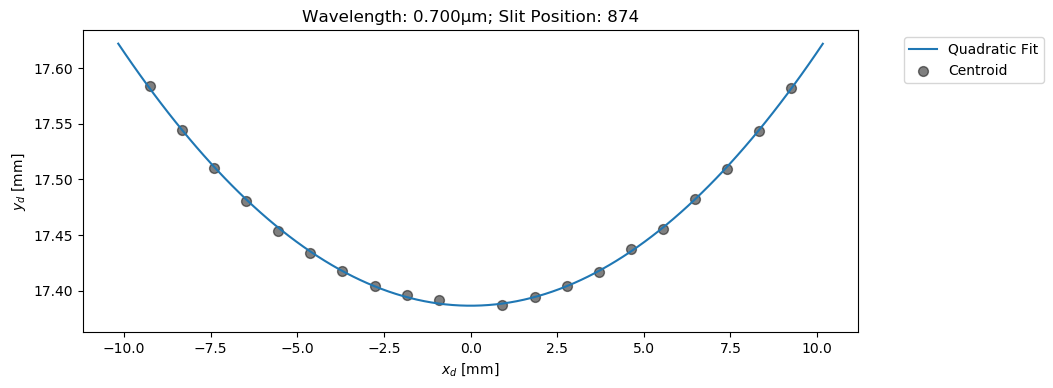 Wavelength: 0.700μm; Slit Position: 874
Quadratic Fit
Centroid
17.60
17.55
17.50
17.45
17.40
y_d [mm]
−10.0 −7.5 −5.0 −2.5 0.0 2.5 5.0 7.5 10.0
x_d [mm]